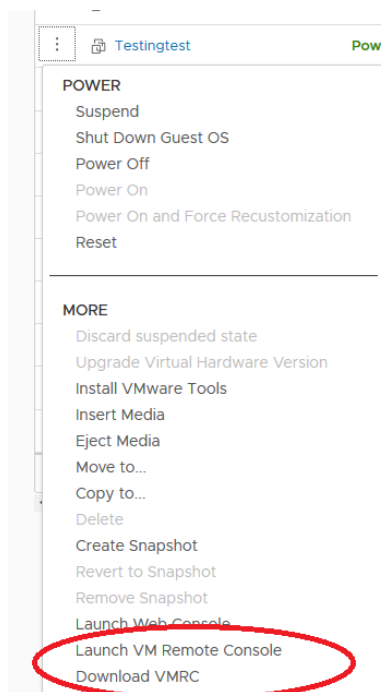 Testingtest Pow
POWER
Suspend
Shut Down Guest OS
Power Off
Power On
Power On and Force Recustomization
Reset
MORE
Discard suspended state
Upgrade Virtual Hardware Version
Install VMware Tools
Insert Media
Eject Media
Move to...
Copy to...
Delete
Create Snapshot
Revert to Snapshot
Remove Snapshot
Launch Web Console
Launch VM Remote Console
Download VMRC